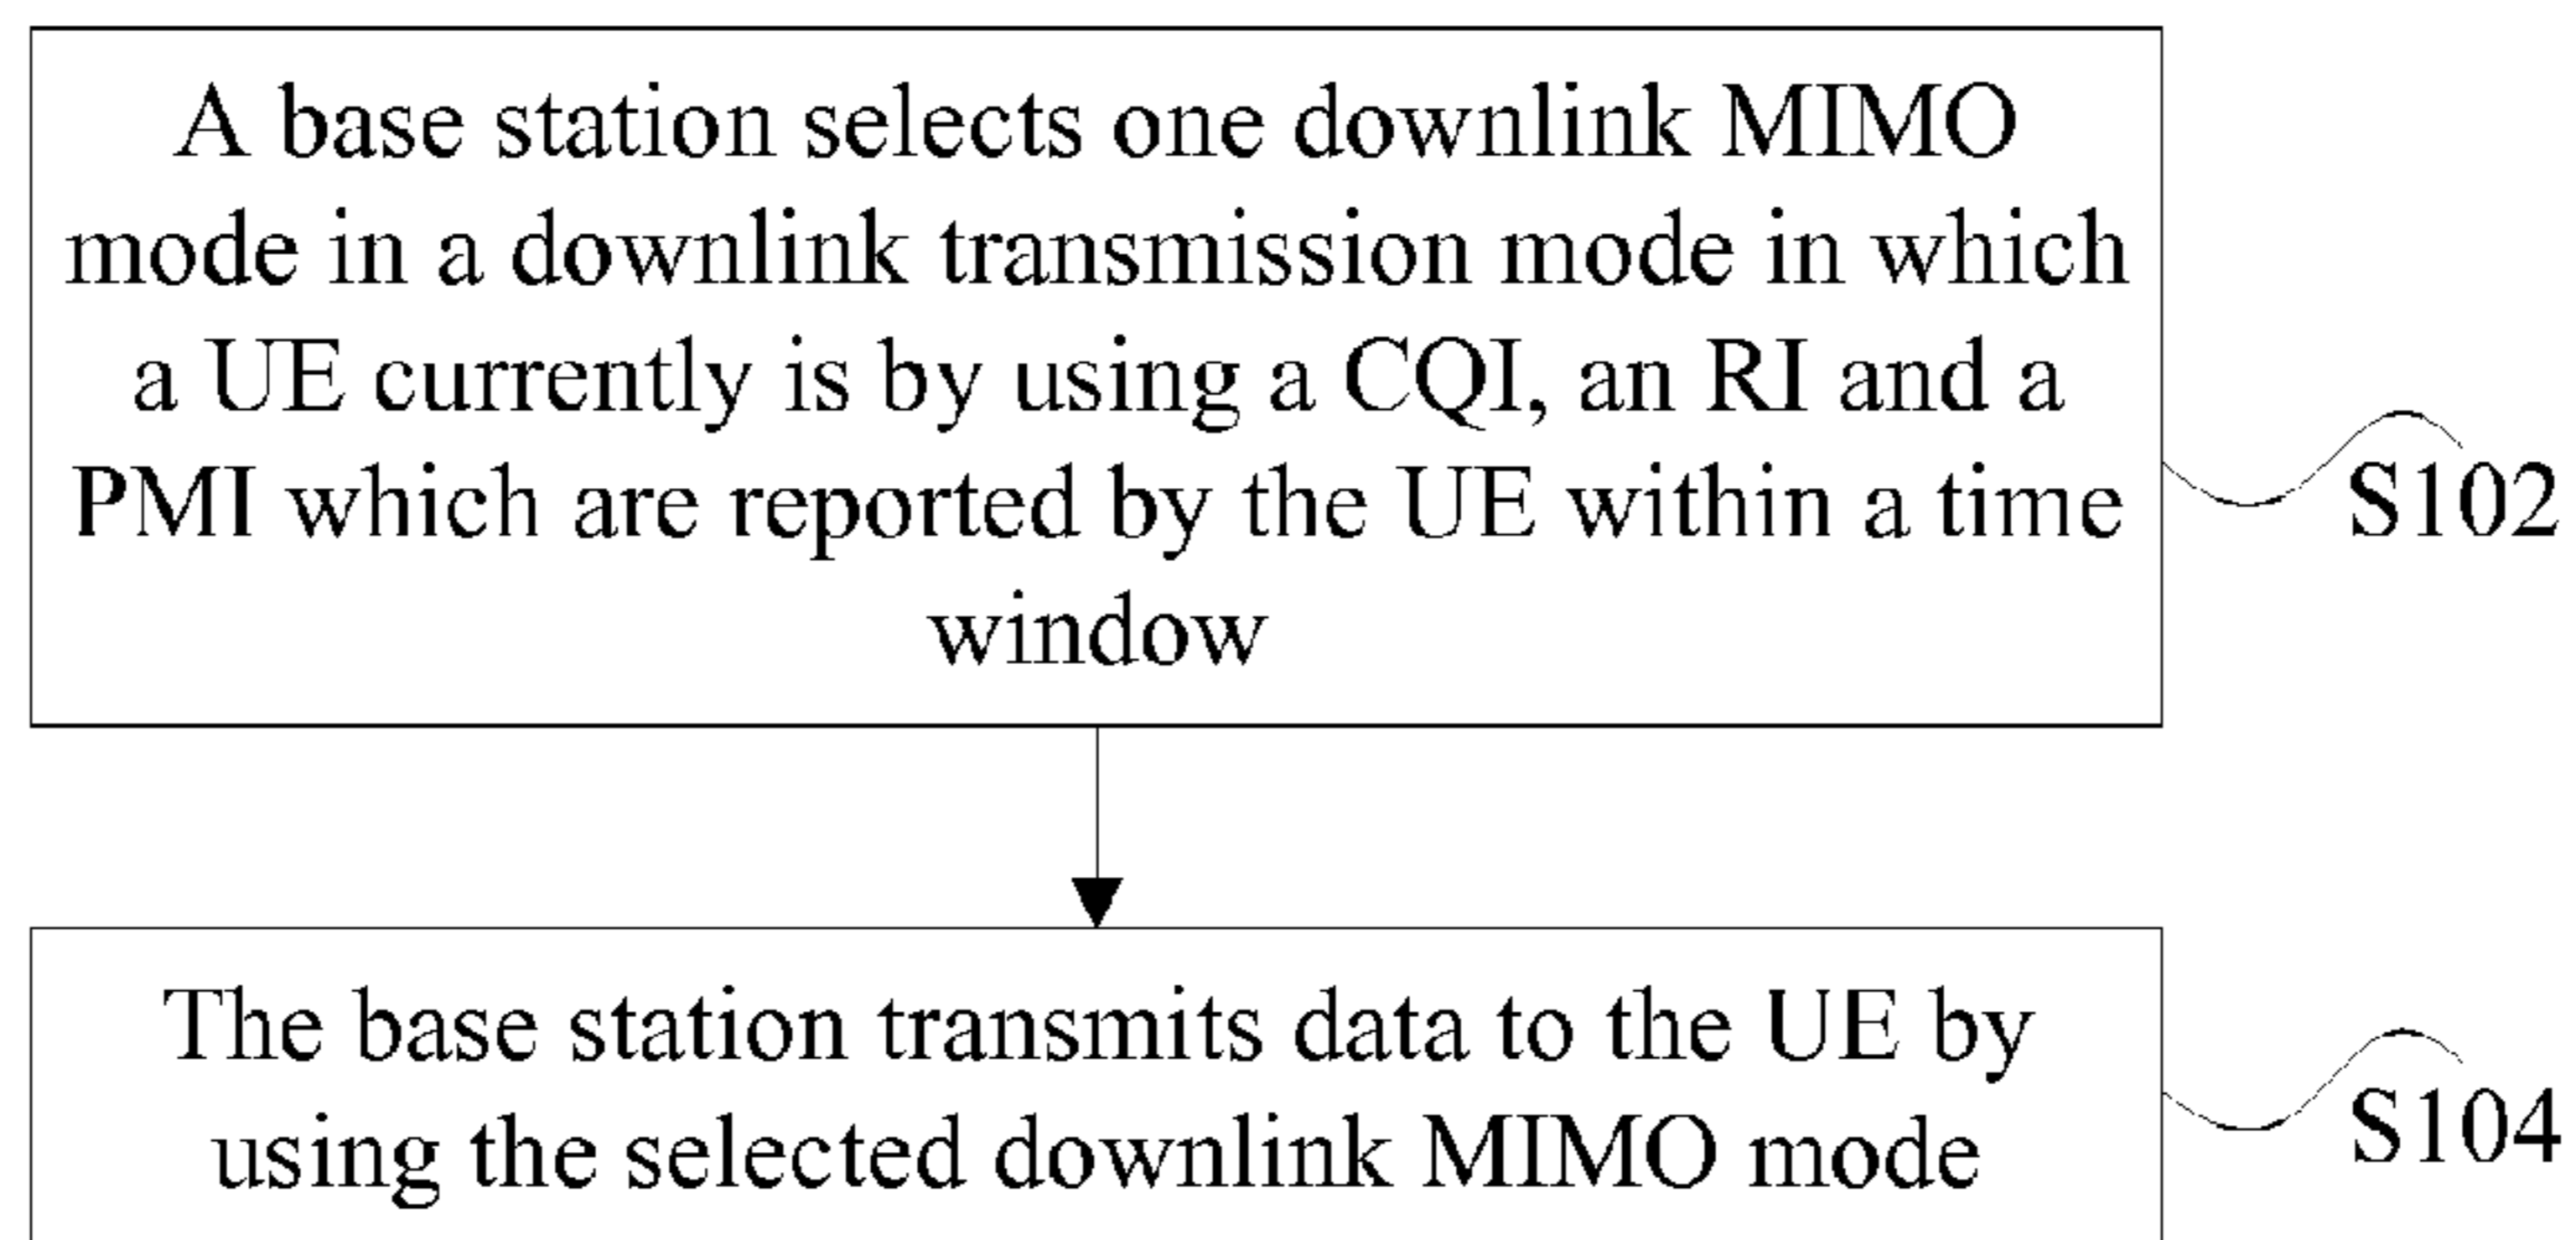 A base station selects one downlink MIMO
mode in a downlink transmission mode in which
a UE currently is by using a CQI, an RI and a
PMI which are reported by the UE within a time
window
S102
The base station transmits data to the UE by
using the selected downlink MIMO mode
S104